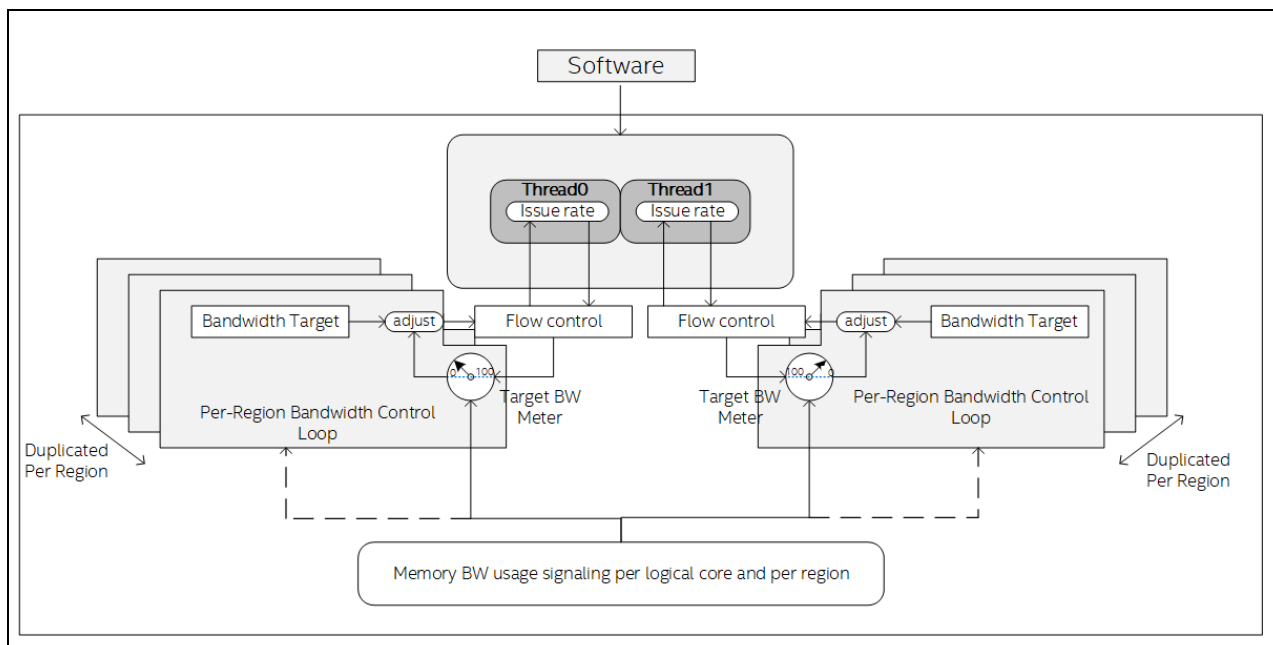 Software
Thread0
Thread1
Issue rate
Issue rate
Bandwidth Target
adjust
Flow control
Flow control
adjust
Bandwidth Target
0
100
100
0
Target BW
Meter
Target BW
Meter
Per-Region Bandwidth Control
Loop
Per-Region Bandwidth Control
Loop
Duplicated
Per Region
Duplicated
Per Region
Memory BW usage signaling per logical core and per region